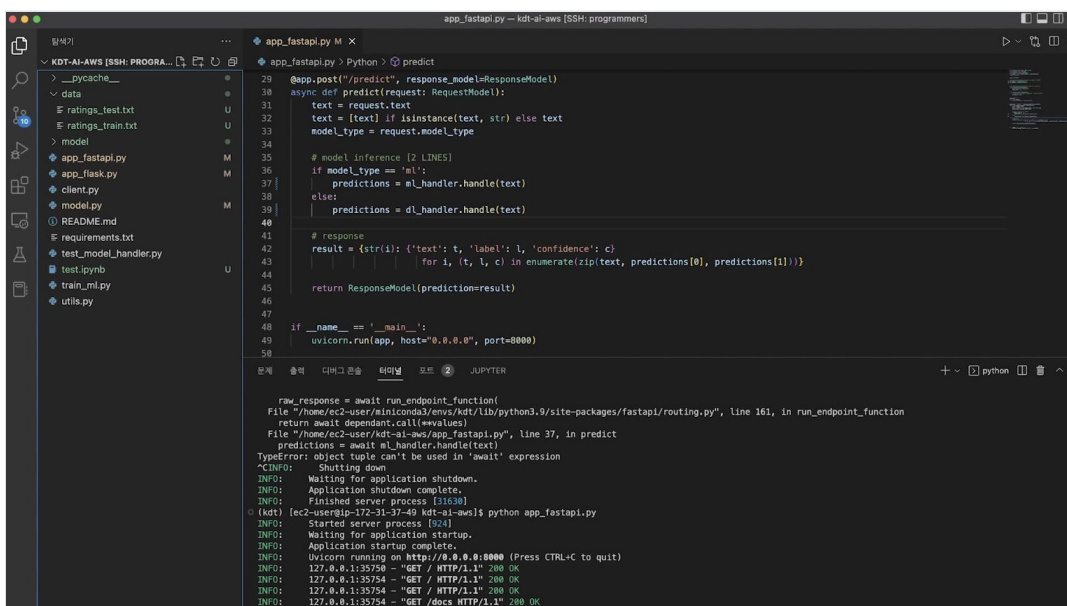 app_fastapi.py — kdt-ai-aws [SSH: programmers]
탐색기
KDT-AI-AWS [SSH: PROGRA...
__pycache__
data
ratings_test.txt U
ratings_train.txt U
model
app_fastapi.py M
app_flask.py M
client.py
model.py M
README.md
requirements.txt
test_model_handler.py
test.ipynb U
train_ml.py
utils.py
10
app_fastapi.py M
app_fastapi.py > Python > predict
29 @app.post("/predict", response_model=ResponseModel)
30 async def predict(request: RequestModel):
31 text = request.text
32 text = [text] if isinstance(text, str) else text
33 model_type = request.model_type
34
35 # model inference [2 LINES]
36 if model_type == 'ml':
37 predictions = ml_handler.handle(text)
38 else:
39 predictions = dl_handler.handle(text)
40
41 # response
42 result = {str(i): {'text': t, 'label': l, 'confidence': c}
43 for i, (t, l, c) in enumerate(zip(text, predictions[0], predictions[1]))}
44
45 return ResponseModel(prediction=result)
46
47
48 if __name__ == '__main__':
49 uvicorn.run(app, host="0.0.0.0", port=8000)
50
문제 출력 디버그 콘솔 터미널 포트 2 JUPYTER
python
raw_response = await run_endpoint_function(
File "/home/ec2-user/miniconda3/envs/kdt/lib/python3.9/site-packages/fastapi/routing.py", line 161, in run_endpoint_function
return await dependant.call(**values)
File "/home/ec2-user/kdt-ai-aws/app_fastapi.py", line 37, in predict
predictions = await ml_handler.handle(text)
TypeError: object tuple can't be used in 'await' expression
^CINFO: Shutting down
INFO: Waiting for application shutdown.
INFO: Application shutdown complete.
INFO: Finished server process [31630]
(kdt) [ec2-user@ip-172-31-37-49 kdt-ai-aws]$ python app_fastapi.py
INFO: Started server process [924]
INFO: Waiting for application startup.
INFO: Application startup complete.
INFO: Uvicorn running on http://0.0.0.0:8000 (Press CTRL+C to quit)
INFO: 127.0.0.1:35750 - "GET / HTTP/1.1" 200 OK
INFO: 127.0.0.1:35754 - "GET / HTTP/1.1" 200 OK
INFO: 127.0.0.1:35754 - "GET / HTTP/1.1" 200 OK
INFO: 127.0.0.1:35754 - "GET /docs HTTP/1.1" 200 OK